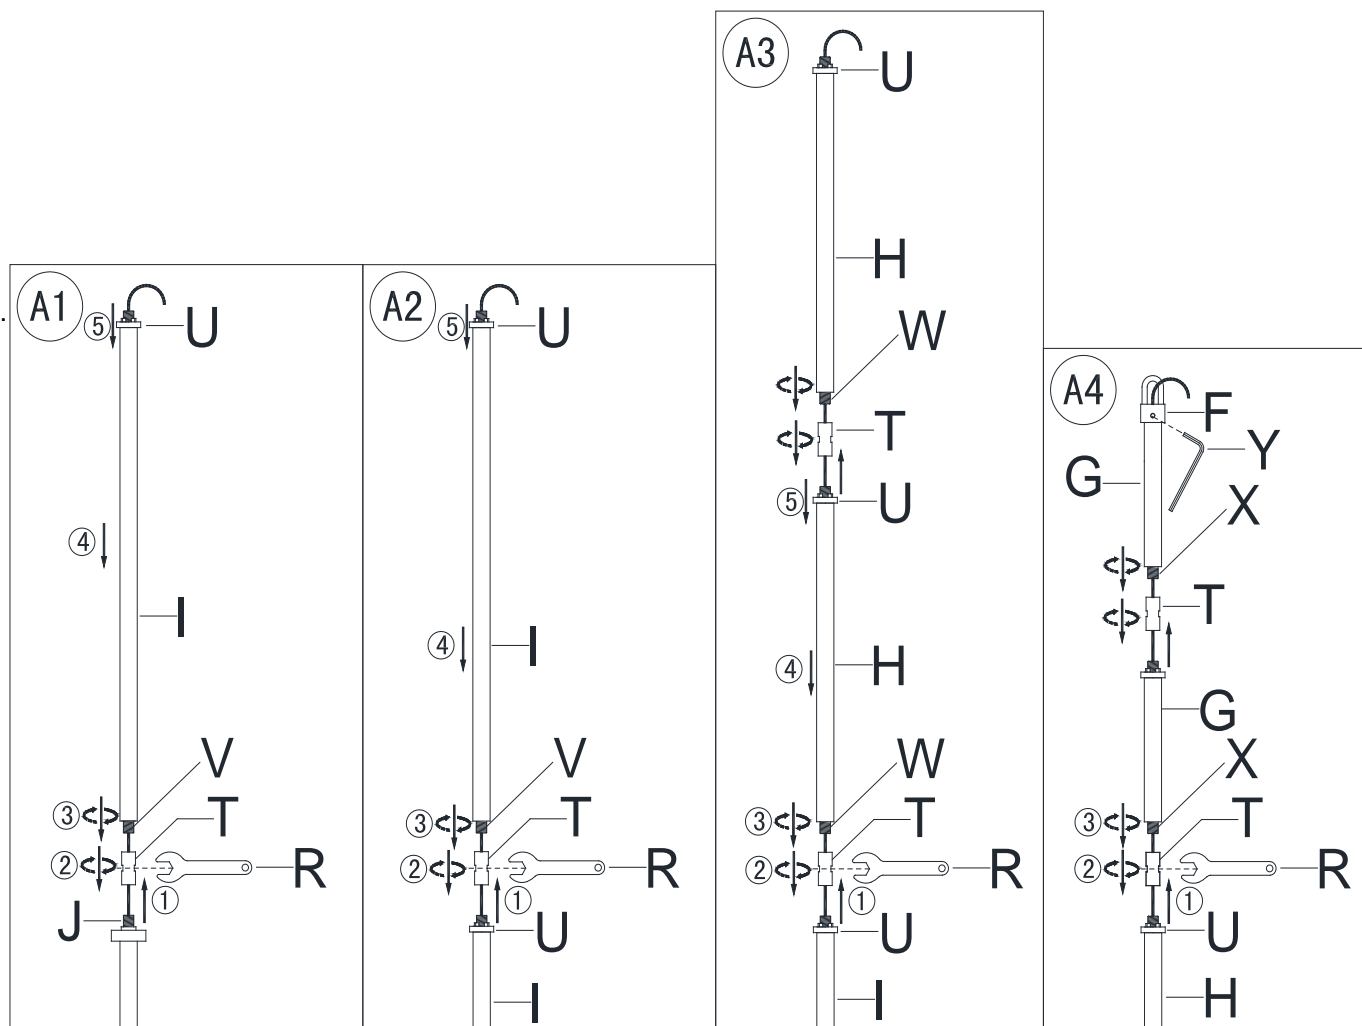 A1
⑤ U
④
I
V
③ T
② R
①
J
A2
⑤ U
④ I
V
③ T
② R
①
U
I
A3
U
H
W
T
⑤ U
④ H
W
③ T
② R
①
U
I
A4
F
Y
G
X
T
G
X
③ T
② R
①
U
H
.